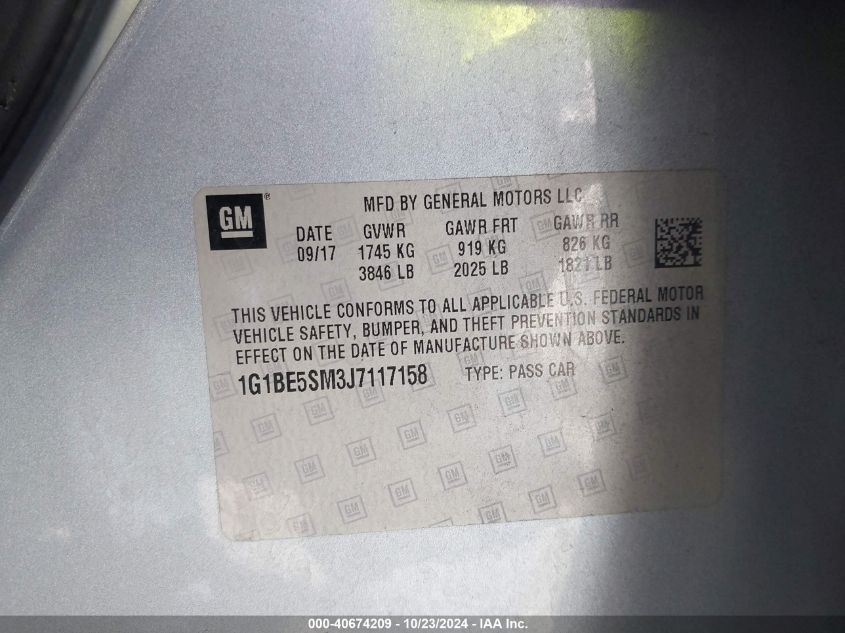 GM®
MFD BY GENERAL MOTORS LLC
DATE GVWR GAWR FRT GAWR RR
09/17 1745 KG 919 KG 826 KG
3846 LB 2025 LB 1821 LB
THIS VEHICLE CONFORMS TO ALL APPLICABLE U.S. FEDERAL MOTOR
VEHICLE SAFETY, BUMPER, AND THEFT PREVENTION STANDARDS IN
EFFECT ON THE DATE OF MANUFACTURE SHOWN ABOVE.
1G1BE5SM3J7117158 TYPE: PASS CAR
000-40674209 - 10/23/2024 - IAA Inc.